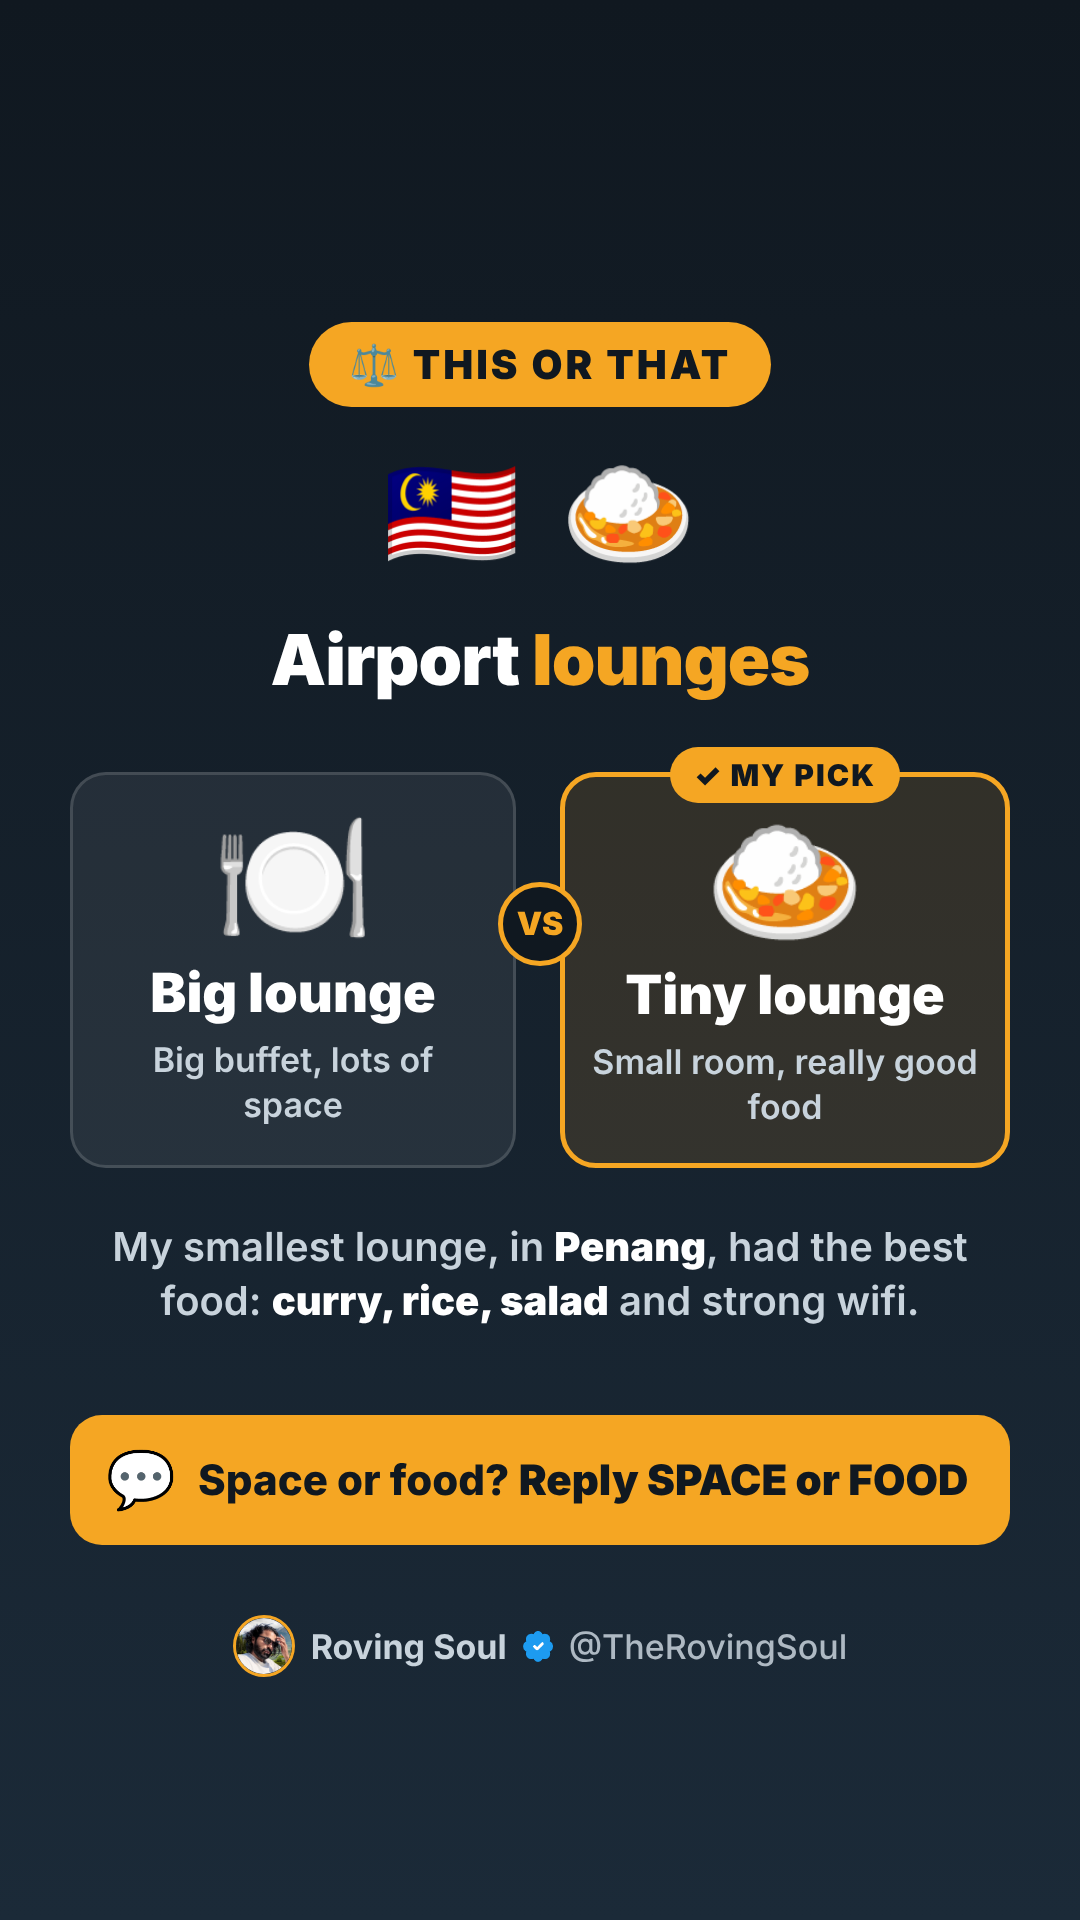 THIS OR THAT
Airport lounges
MY PICK
Big lounge
Big buffet, lots of
space
VS
Tiny lounge
Small room, really good
food
My smallest lounge, in Penang, had the best
food: curry, rice, salad and strong wifi.
Space or food? Reply SPACE or FOOD
Roving Soul @TheRovingSoul